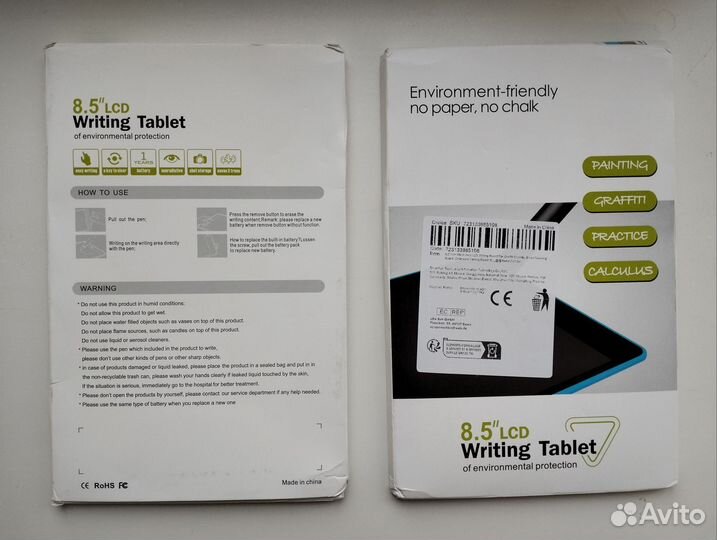 8.5" LCD
Writing Tablet
of environmental protection
easy writing
a key to clear
1
YEARS
battery
eyeprotective
shut storage
HOW TO USE
Pull out the pen;
Writing on the writing area directly
with the pen;
Press the remove button to erase the
writing content;Remark: please replace a new
battery when remove button without function.
How to replace the built-in battery?Lossen
the screw, pull out the battery pack
to replace new battery.
WARNING
* Do not use this product in humid conditions:
Do not allow this product to get wet.
Do not place water filled objects such as vases on top of this product.
Do not place flame sources, such as candles on top of this product.
Do not use liquid or aerosol cleaners.
* Please use the pen which included in the product to write,
please don't use other kinds of pens or other sharp objects.
* in case of products damaged or liquid leaked, please place the product in a sealed bag and put in in
the non-recyclable trash can, please wash your hands clearly if leaked liquid touched by the skin,
If the situation is serious, immediately go to the hospital for better treatment.
* Please don't open the products by yourself, please contact our service department if any help needed.
* Please use the same type of battery when you replace a new one
CE RoHS FC
Made in china
Environment-friendly
no paper, no chalk
PAINTING
GRAFFITI
PRACTICE
CALCULUS
SKU: 723133985106
Made in China
CE
EC REP
8.5" LCD
Writing Tablet
of environmental protection
Avito